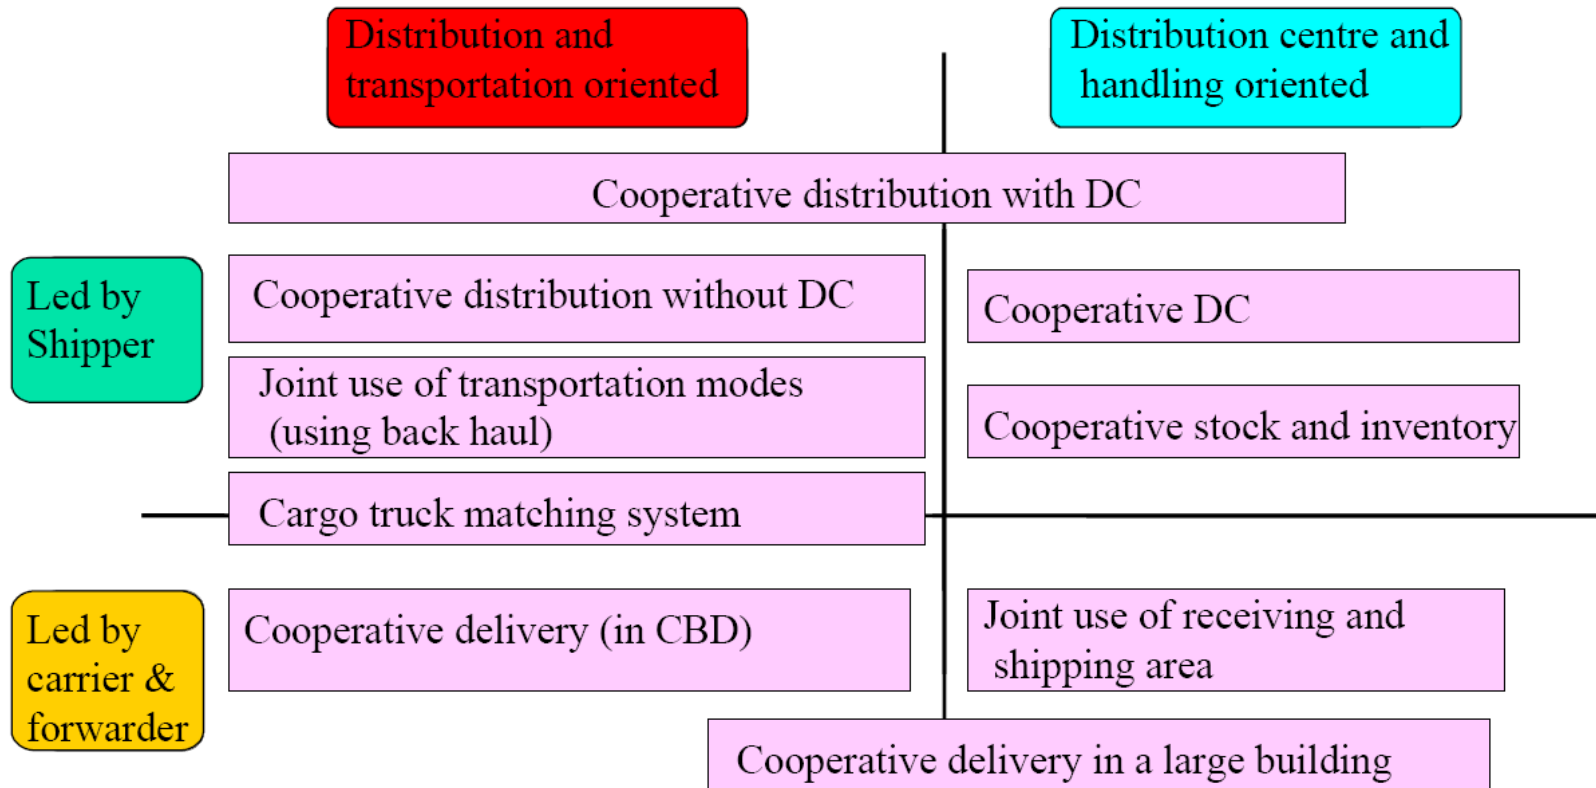 Distribution and
transportation oriented
Distribution centre and
handling oriented
Cooperative distribution with DC
Led by
Shipper
Cooperative distribution without DC
Cooperative DC
Joint use of transportation modes
(using back haul)
Cooperative stock and inventory
Cargo truck matching system
Led by
carrier &
forwarder
Cooperative delivery (in CBD)
Joint use of receiving and
shipping area
Cooperative delivery in a large building